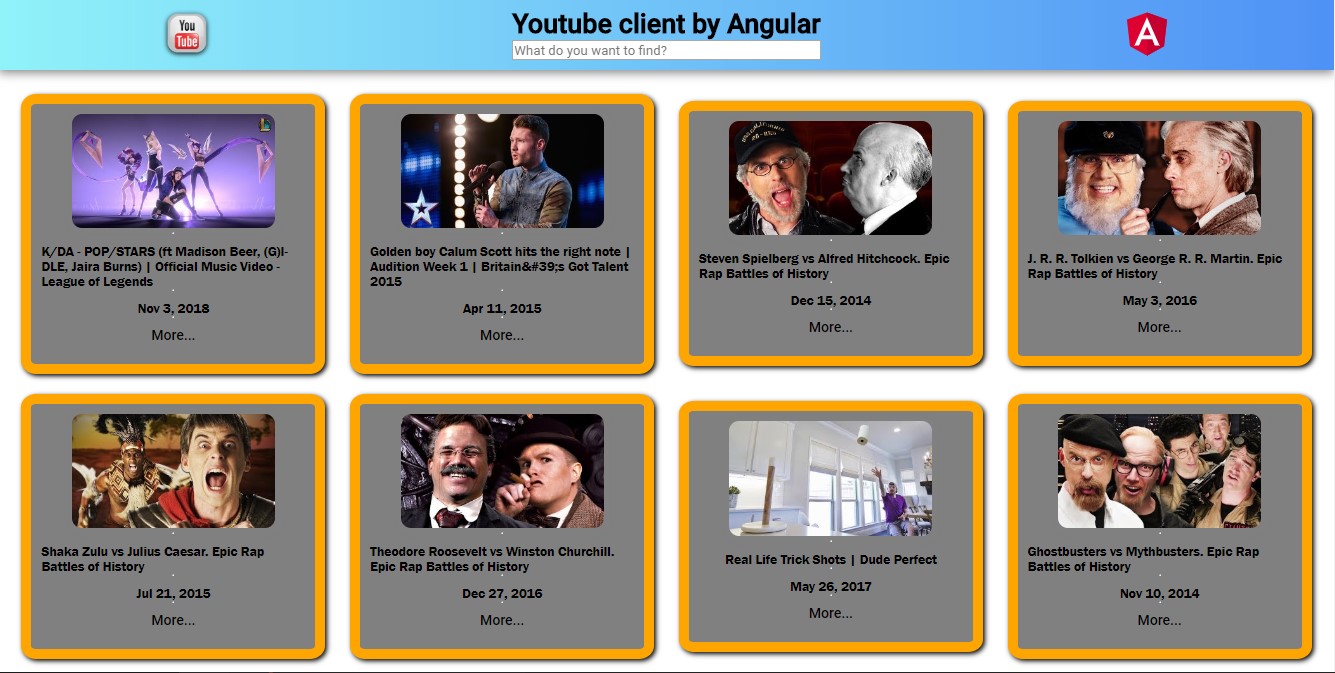 You
Tube
Youtube client by Angular
What do you want to find?
A
K/DA - POP/STARS (ft Madison Beer, (G)I-
DLE, Jaira Burns) | Official Music Video -
League of Legends
Nov 3, 2018
More...
Golden boy Calum Scott hits the right note |
Audition Week 1 | Britain&#39;s Got Talent
2015
Apr 11, 2015
More...
Steven Spielberg vs Alfred Hitchcock. Epic
Rap Battles of History
Dec 15, 2014
More...
J. R. R. Tolkien vs George R. R. Martin. Epic
Rap Battles of History
May 3, 2016
More...
Shaka Zulu vs Julius Caesar. Epic Rap
Battles of History
Jul 21, 2015
More...
Theodore Roosevelt vs Winston Churchill.
Epic Rap Battles of History
Dec 27, 2016
More...
Real Life Trick Shots | Dude Perfect
May 26, 2017
More...
Ghostbusters vs Mythbusters. Epic Rap
Battles of History
Nov 10, 2014
More...